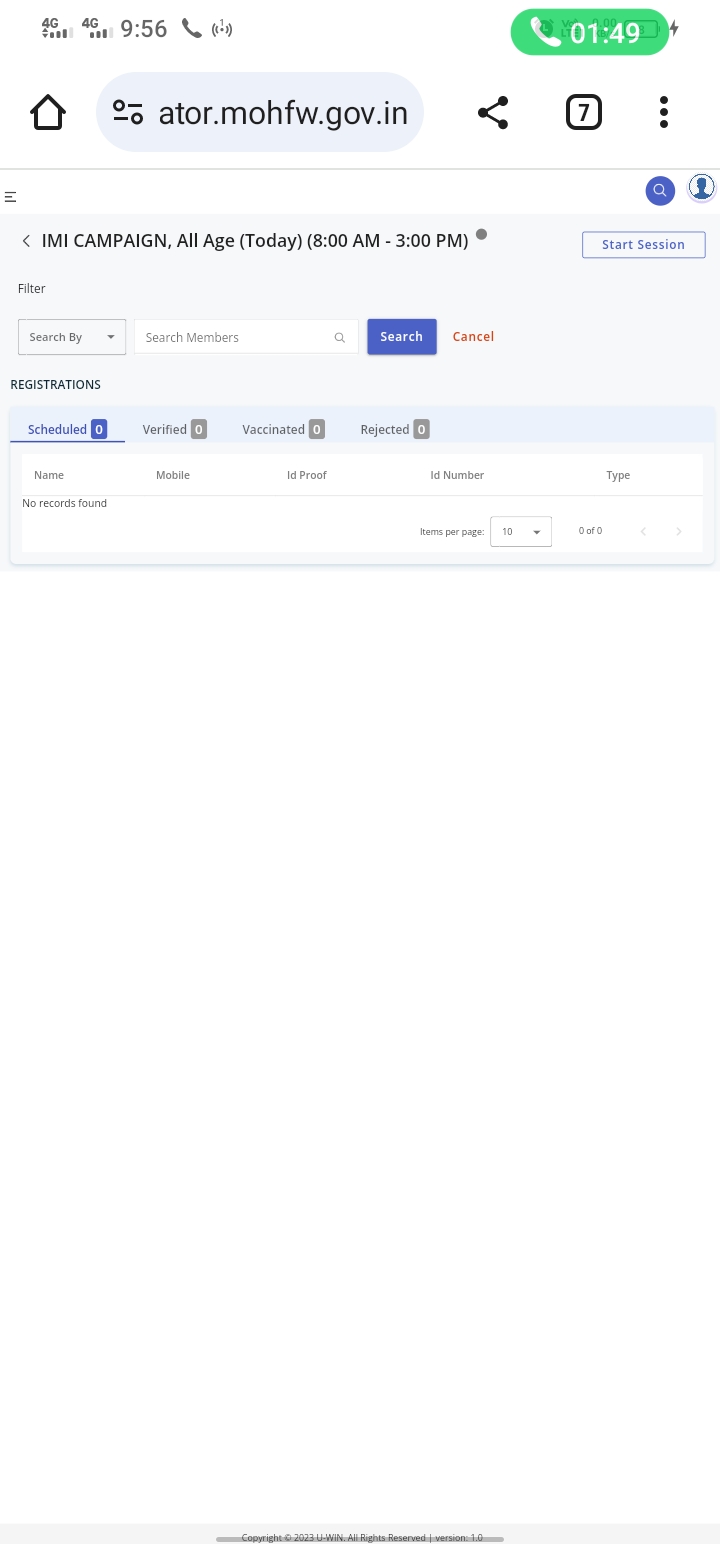 4G 4G 9:56 1 01:49
ator.mohfw.gov.in 7
IMI CAMPAIGN, All Age (Today) (8:00 AM - 3:00 PM)
Start Session
Filter
Search By Search Members Search Cancel
REGISTRATIONS
Scheduled 0 Verified 0 Vaccinated 0 Rejected 0
Name Mobile Id Proof Id Number Type
No records found
Items per page: 10 0 of 0
Copyright © 2023 U-WIN. All Rights Reserved | version: 1.0